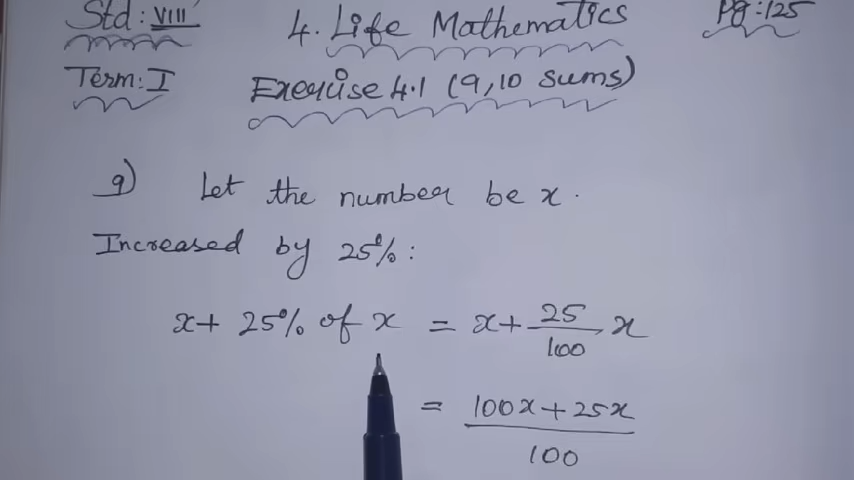 Std: VIII 4. Life Mathematics Pg:125
Term: I Exercise 4.1 (9,10 sums)
9) Let the number be x.
Increased by 25% :
x + 25% of x = x + 25/100 x
= 100x + 25x / 100